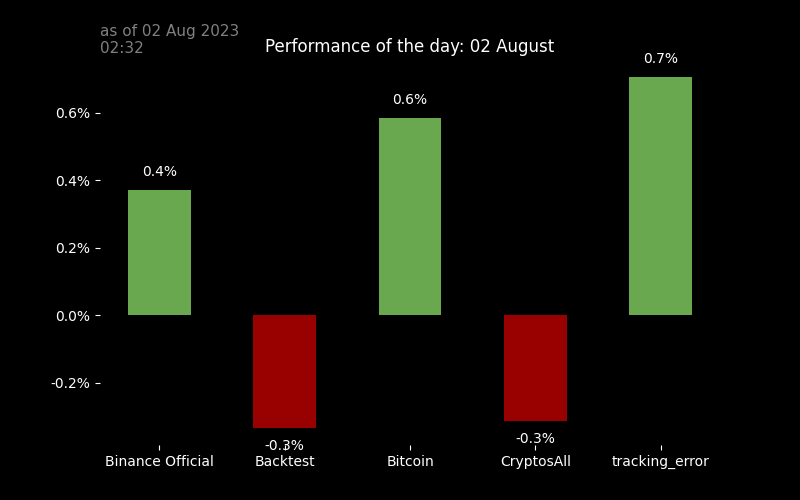 as of 02 Aug 2023
02:32
Performance of the day: 02 August
0.7%
0.6%
0.4%
0.6%
0.4%
0.2%
0.0%
-0.2%
-0.3%
-0.3%
Binance Official
Backtest
Bitcoin
CryptosAll
tracking_error